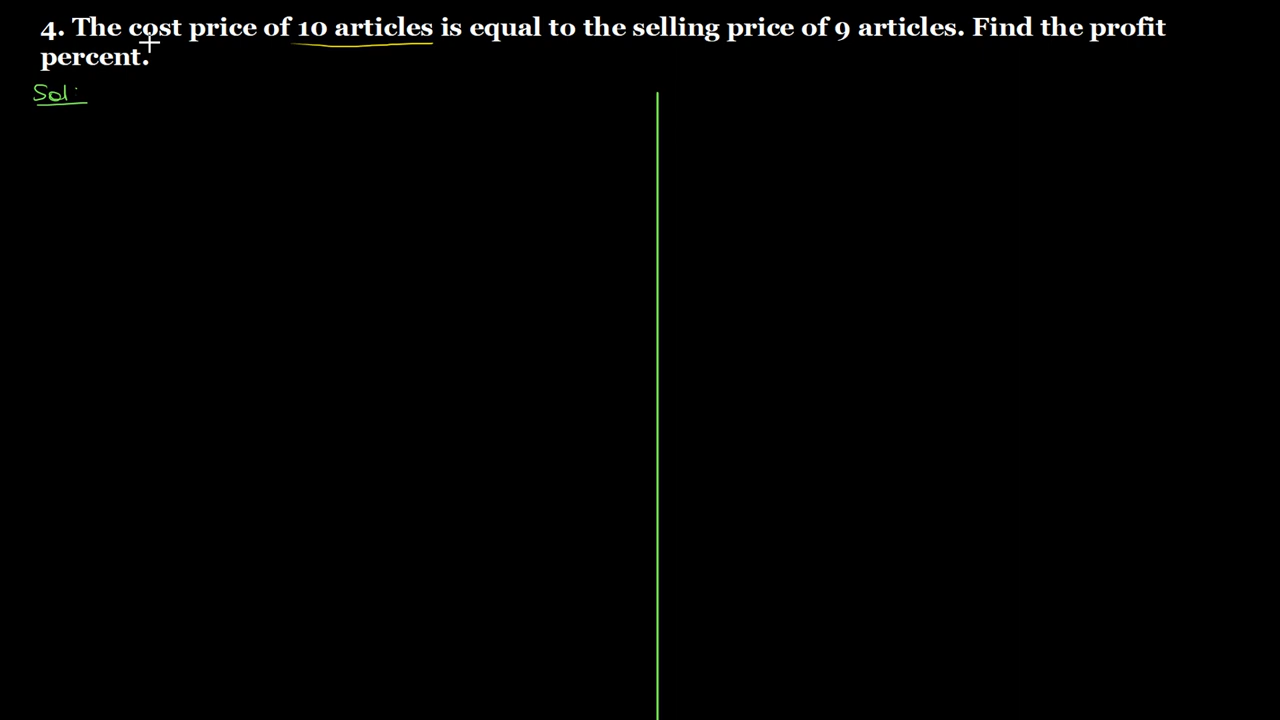 4. The cost price of 10 articles is equal to the selling price of 9 articles. Find the profit
percent.
Sol: